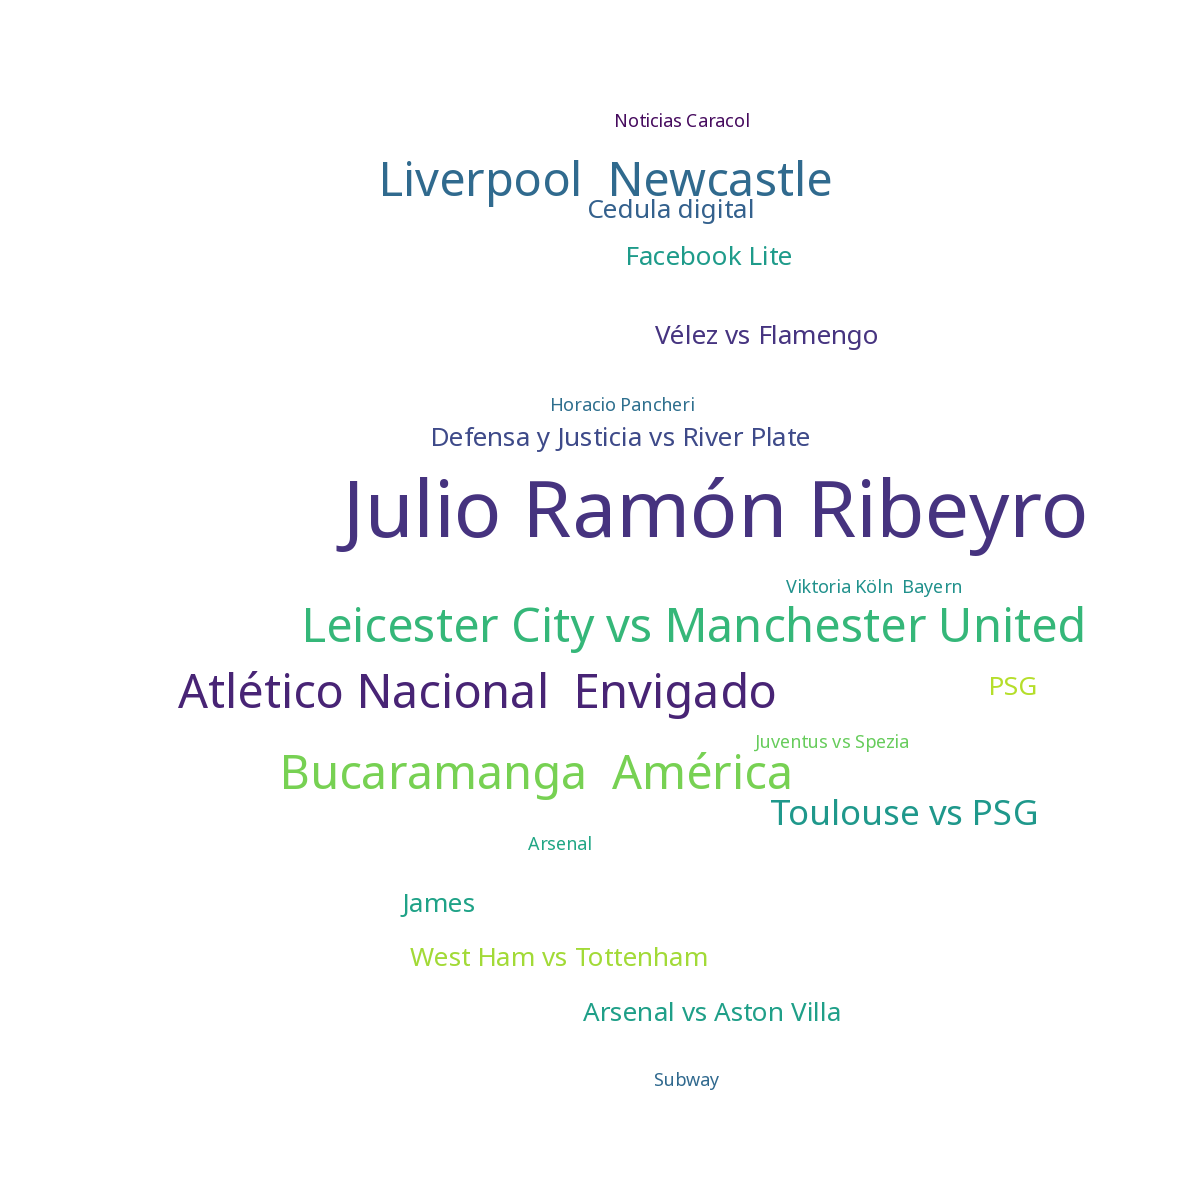 Noticias Caracol
Liverpool  Newcastle
Cedula digital
Facebook Lite
Vélez vs Flamengo
Horacio Pancheri
Defensa y Justicia vs River Plate
Julio Ramón Ribeyro
Viktoria Köln  Bayern
Leicester City vs Manchester United
Atlético Nacional  Envigado
PSG
Juventus vs Spezia
Bucaramanga  América
Toulouse vs PSG
Arsenal
James
West Ham vs Tottenham
Arsenal vs Aston Villa
Subway